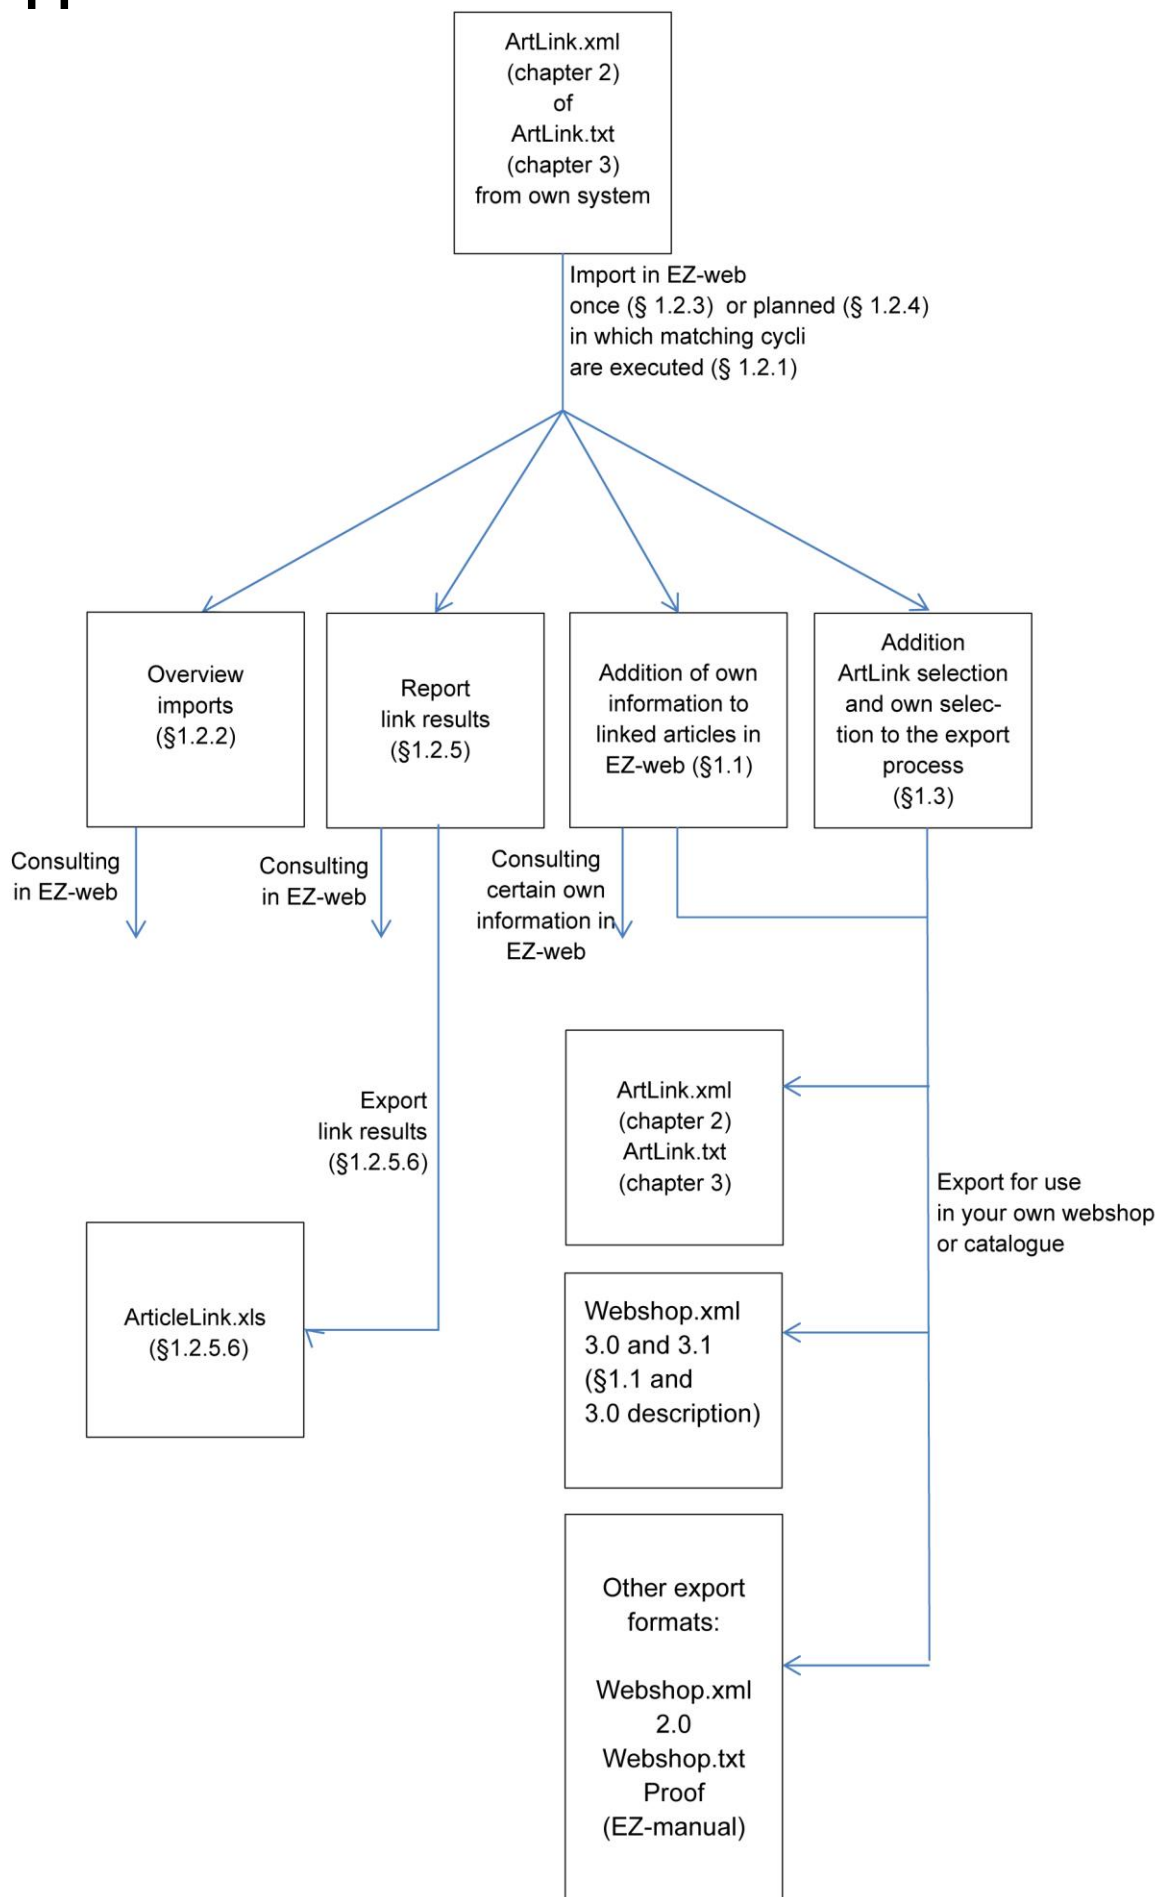 ArtLink.xml
(chapter 2)
of
ArtLink.txt
(chapter 3)
from own system
Import in EZ-web
once (§ 1.2.3)  or planned (§ 1.2.4)
in which matching cycli
are executed (§ 1.2.1)
Overview
imports
(§1.2.2)
Report
link results
(§1.2.5)
Addition of own
information to
linked articles in
EZ-web (§1.1)
Addition
ArtLink selection
and own selec-
tion to the export
process
(§1.3)
Consulting
in EZ-web
Consulting
in EZ-web
Consulting
certain own
information in
EZ-web
Export
link results
(§1.2.5.6)
ArticleLink.xls
(§1.2.5.6)
ArtLink.xml
(chapter 2)
ArtLink.txt
(chapter 3)
Export for use
in your own webshop
or catalogue
Webshop.xml
3.0 and 3.1
(§1.1 and
3.0 description)
Other export
formats:
Webshop.xml
2.0
Webshop.txt
Proof
(EZ-manual)